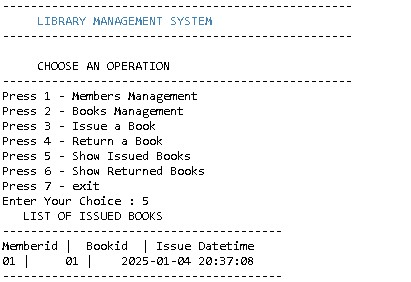 --------------------------------------------------
LIBRARY MANAGEMENT SYSTEM
--------------------------------------------------
CHOOSE AN OPERATION
--------------------------------------------------
Press 1 - Members Management
Press 2 - Books Management
Press 3 - Issue a Book
Press 4 - Return a Book
Press 5 - Show Issued Books
Press 6 - Show Returned Books
Press 7 - exit
Enter Your Choice : 5
LIST OF ISSUED BOOKS
----------------------------------------
Memberid |  Bookid  | Issue Datetime
01 |     01 |    2025-01-04 20:37:08
----------------------------------------